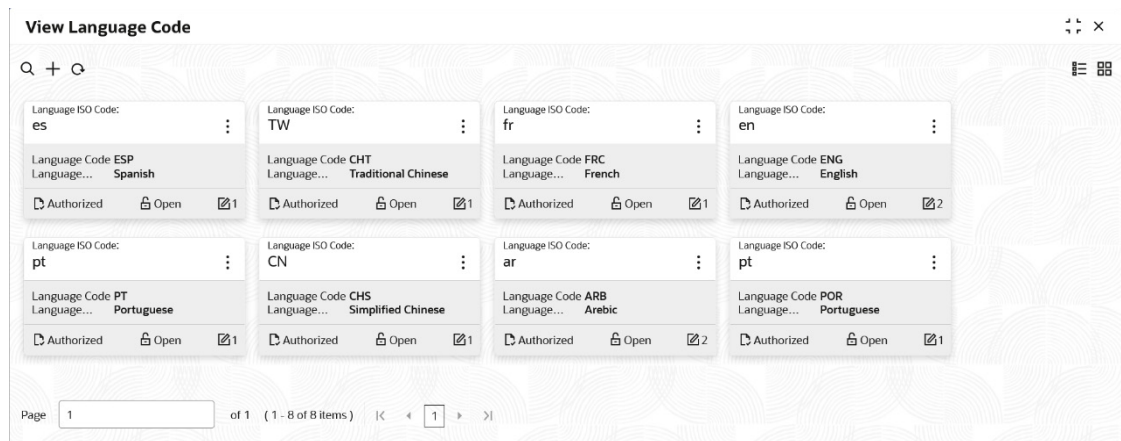 View Language Code
Language ISO Code:
es
Language Code ESP
Language... Spanish
Authorized Open 1
Language ISO Code:
TW
Language Code CHT
Language... Traditional Chinese
Authorized Open 1
Language ISO Code:
fr
Language Code FRC
Language... French
Authorized Open 1
Language ISO Code:
en
Language Code ENG
Language... English
Authorized Open 2
Language ISO Code:
pt
Language Code PT
Language... Portuguese
Authorized Open 1
Language ISO Code:
CN
Language Code CHS
Language... Simplified Chinese
Authorized Open 1
Language ISO Code:
ar
Language Code ARB
Language... Arebic
Authorized Open 2
Language ISO Code:
pt
Language Code POR
Language... Portuguese
Authorized Open 1
Page 1 of 1 ( 1 - 8 of 8 items ) 1